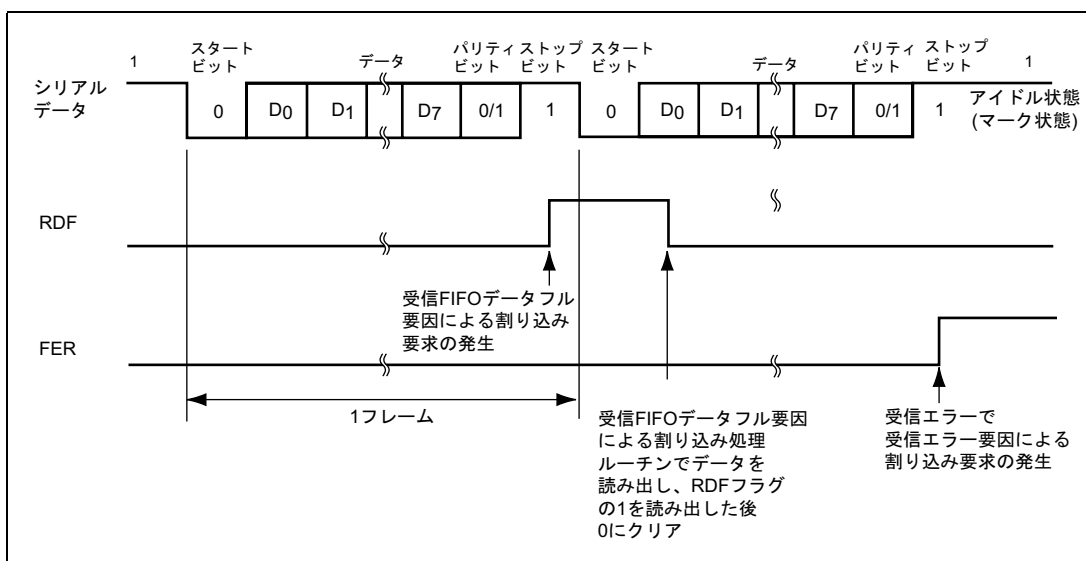 1 スタート ビット データ パリティ ビット ストップ ビット スタート ビット データ パリティ ビット ストップ ビット 1
シリアル
データ
0 D0 D1 D7 0/1 1 0 D0 D1 D7 0/1 1
アイドル状態
(マーク状態)
RDF
受信FIFOデータフル
要因による割り込み
要求の発生
FER
1フレーム
受信FIFOデータフル要因
による割り込み処理
ルーチンでデータを
読み出し、RDFフラグ
の1を読み出した後
0にクリア
受信エラーで
受信エラー要因による
割り込み要求の発生